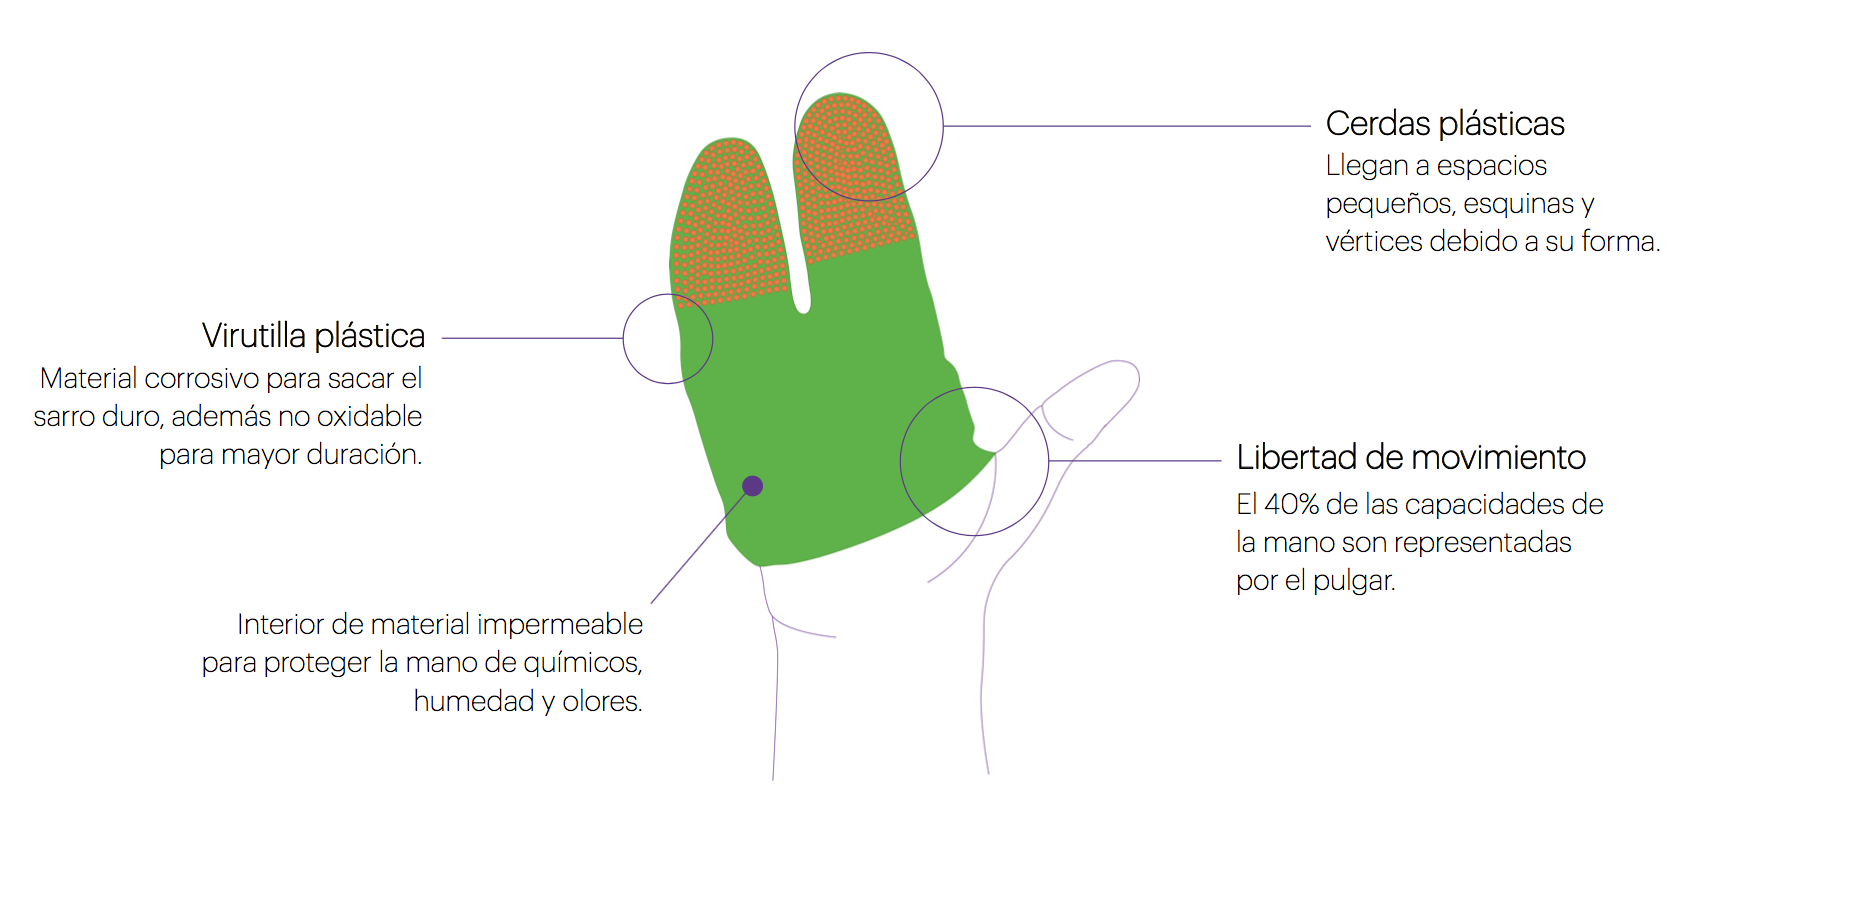 Cerdas plásticas
Llegan a espacios
pequeños, esquinas y
vértices debido a su forma.
Virutilla plástica
Material corrosivo para sacar el
sarro duro, además no oxidable
para mayor duración.
Libertad de movimiento
El 40% de las capacidades de
la mano son representadas
por el pulgar.
Interior de material impermeable
para proteger la mano de químicos,
humedad y olores.